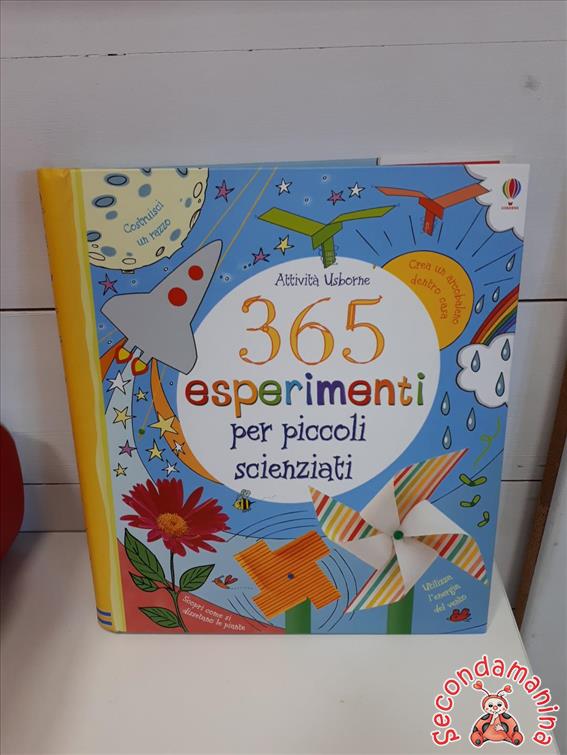 Costruisci
un razzo
USBORNE
Attività Usborne
Crea un arcobaleno
dentro casa
365
esperimenti
per piccoli
scienziati
Scopri come si
dissetano le piante
Utilizza
l'energia
del vento
Secondamanina